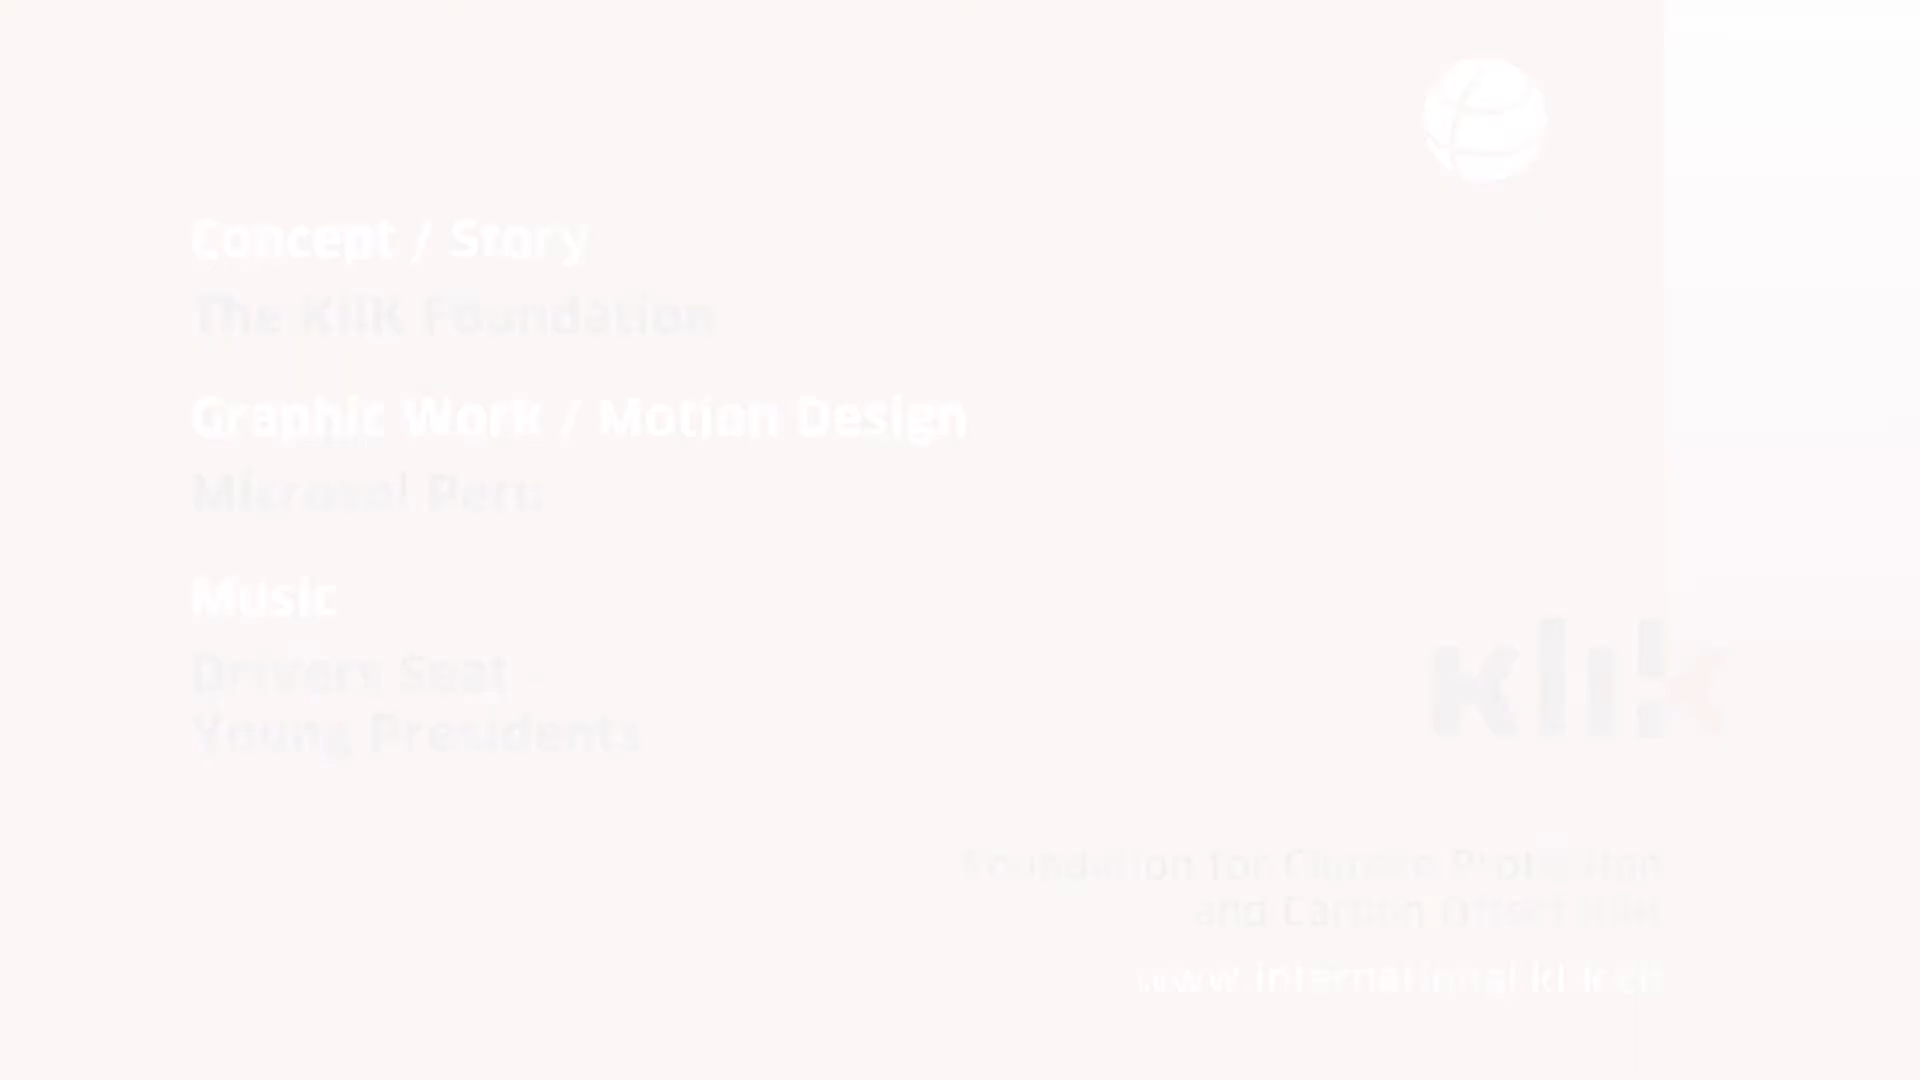 Concept / Story
The KliK Foundation
Graphic Work / Motion Design
Microsol Peru
Music
Drivers Seat
Young Presidents
klik
Foundation for Climate Protection
and Carbon Offset KliK
www.international.klik.ch